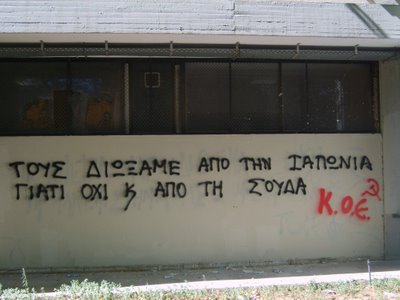 ΤΟΥΣ ΔΙΩΞΑΜΕ ΑΠΟ ΤΗΝ ΙΑΠΩΝΙΑ
ΓΙΑΤΙ ΟΧΙ Κ ΑΠΟ ΤΗ ΣΟΥΔΑ
Κ.Ο.Ε.